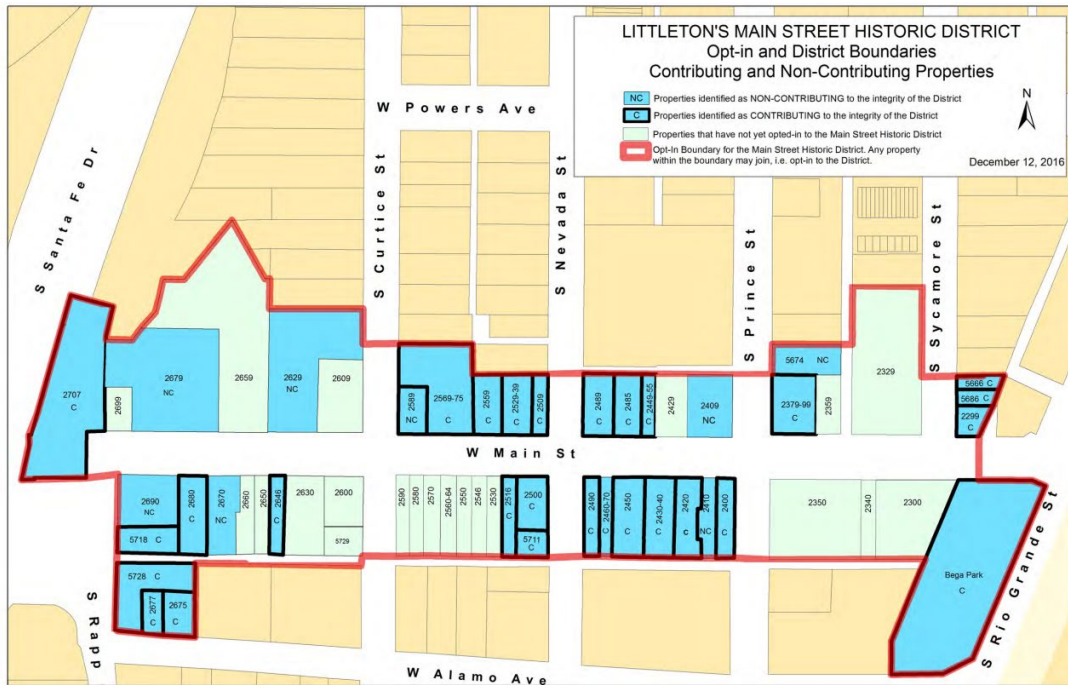 LITTLETON'S MAIN STREET HISTORIC DISTRICT
Opt-in and District Boundaries
Contributing and Non-Contributing Properties
NC Properties identified as NON-CONTRIBUTING to the integrity of the District
C Properties identified as CONTRIBUTING to the integrity of the District
Properties that have not yet opted-in to the Main Street Historic District
Opt-In Boundary for the Main Street Historic District. Any property
within the boundary may join, i.e. opt-in to the District.
N
December 12, 2016
W Powers Ave
S Santa Fe Dr
S Curtice St
S Nevada St
S Prince St
S Sycamore St
2707
C
2699
2679
NC
2659
2629
NC
2609
2589
NC
2569-75
C
2559
C
2529-39
C
2509
C
2489
C
2485
C
2449-55
C
2429
2409
NC
5674 NC
2379-99
C
2359
2329
5666 C
5686 C
2299
C
W Main St
2690
NC
5718 C
2680
C
2670
NC
2660
2650
2646
C
2630
2600
5729
2590
2580
2570
2560-64
2550
2546
2530
2516
C
2500
C
5711
C
2490
C
2460-70
C
2450
C
2430-40
C
2420
C
2410
NC
2400
C
2350
2340
2300
Bega Park
C
5728 C
2677
C
2675
C
S Rapp
W Alamo Ave
S Rio Grande St